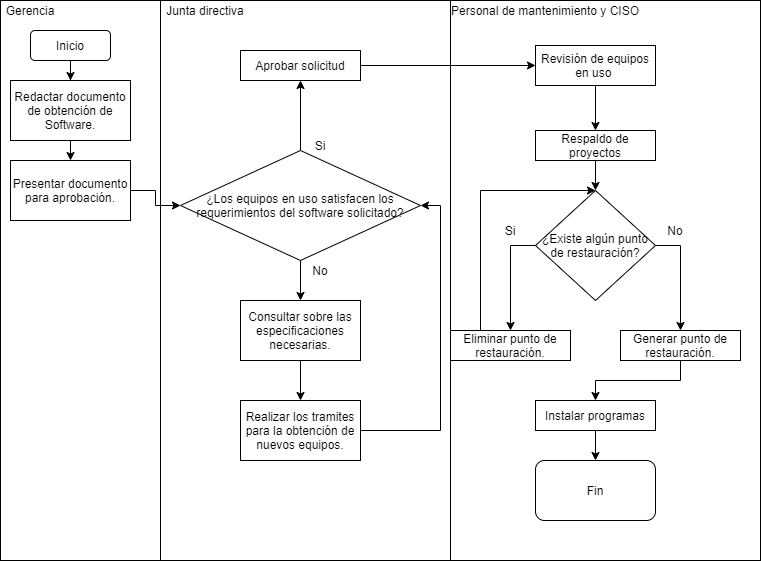 Gerencia
Junta directiva
Personal de mantenimiento y CISO
Inicio
Redactar documento
de obtención de
Software.
Presentar documento
para aprobación.
Aprobar solicitud
Si
¿Los equipos en uso satisfacen los
requerimientos del software solicitado?
No
Consultar sobre las
especificaciones
necesarias.
Realizar los tramites
para la obtención de
nuevos equipos.
Revisión de equipos
en uso
Respaldo de
proyectos
¿Existe algún punto
de restauración?
Si
No
Eliminar punto de
restauración.
Generar punto de
restauración.
Instalar programas
Fin